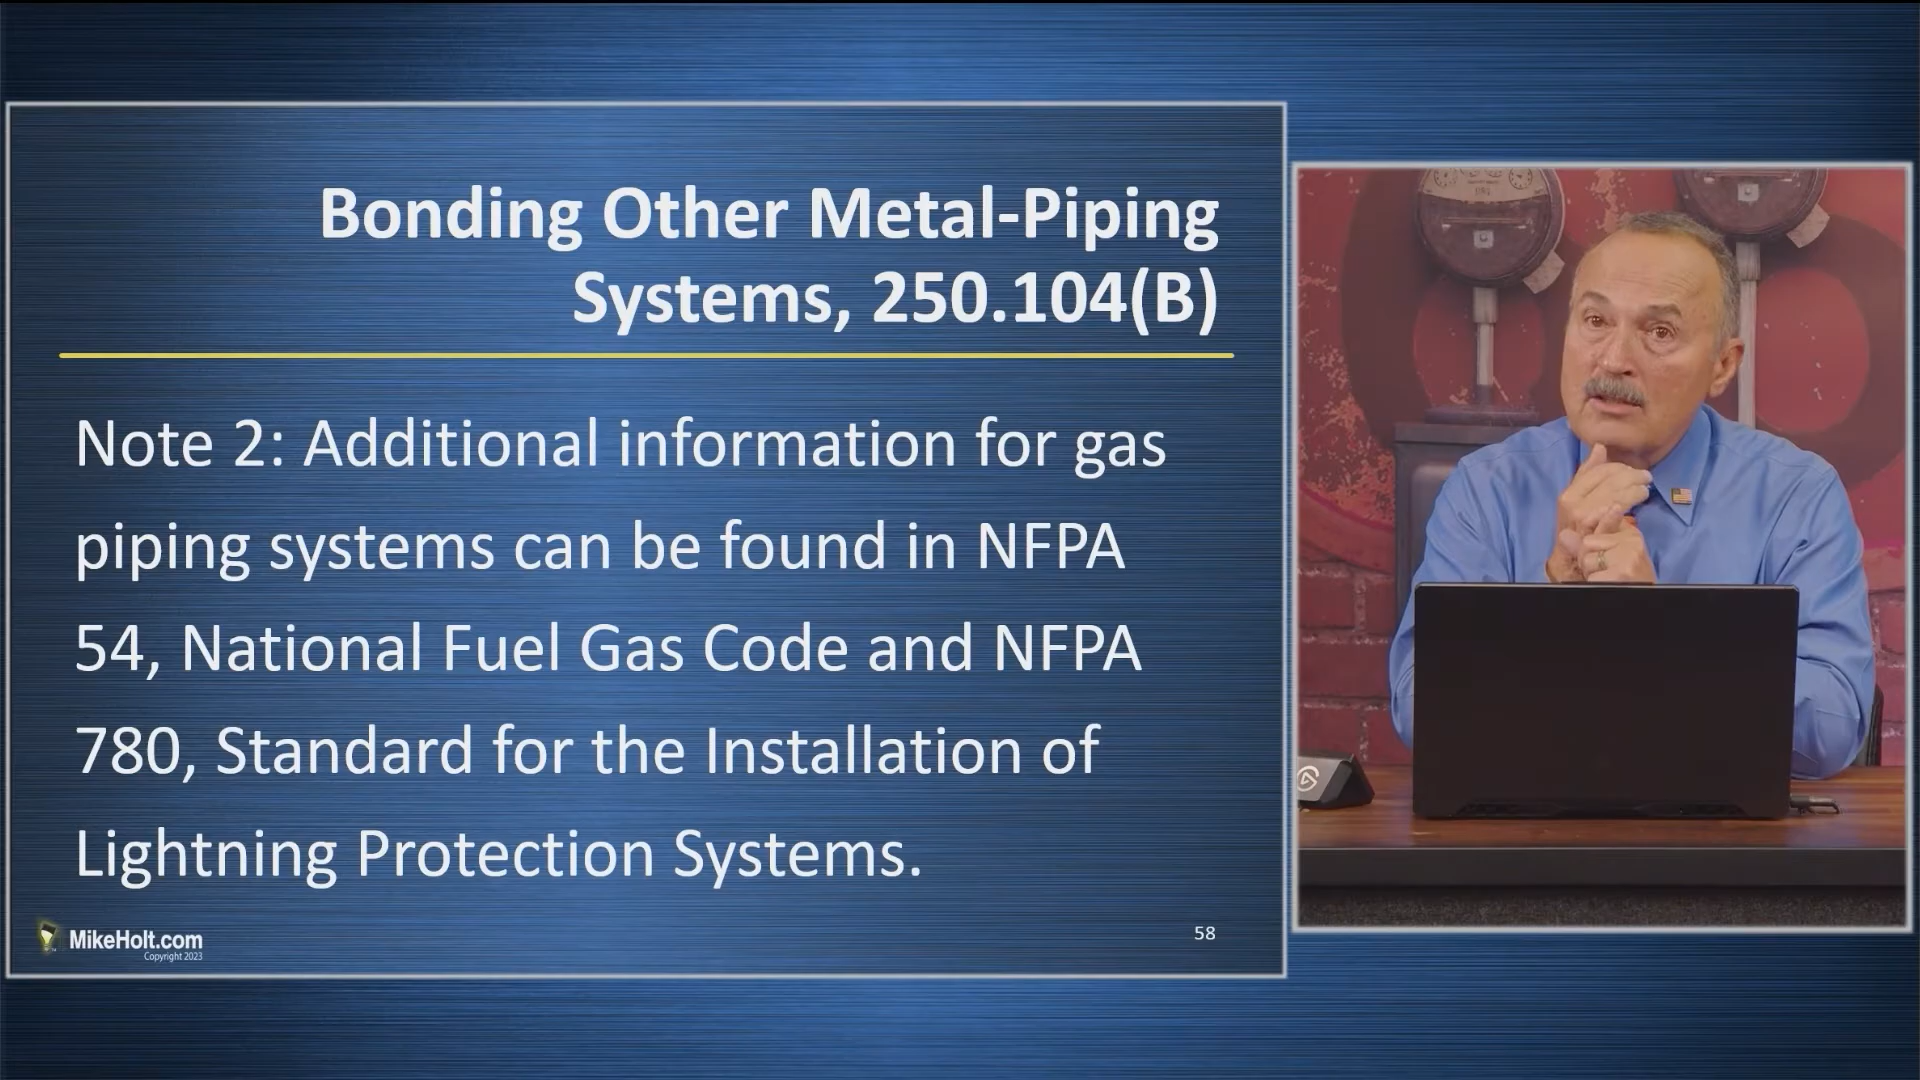 Bonding Other Metal-Piping
Systems, 250.104(B)
Note 2: Additional information for gas
piping systems can be found in NFPA
54, National Fuel Gas Code and NFPA
780, Standard for the Installation of
Lightning Protection Systems.
MikeHolt.com
Copyright 2023
58